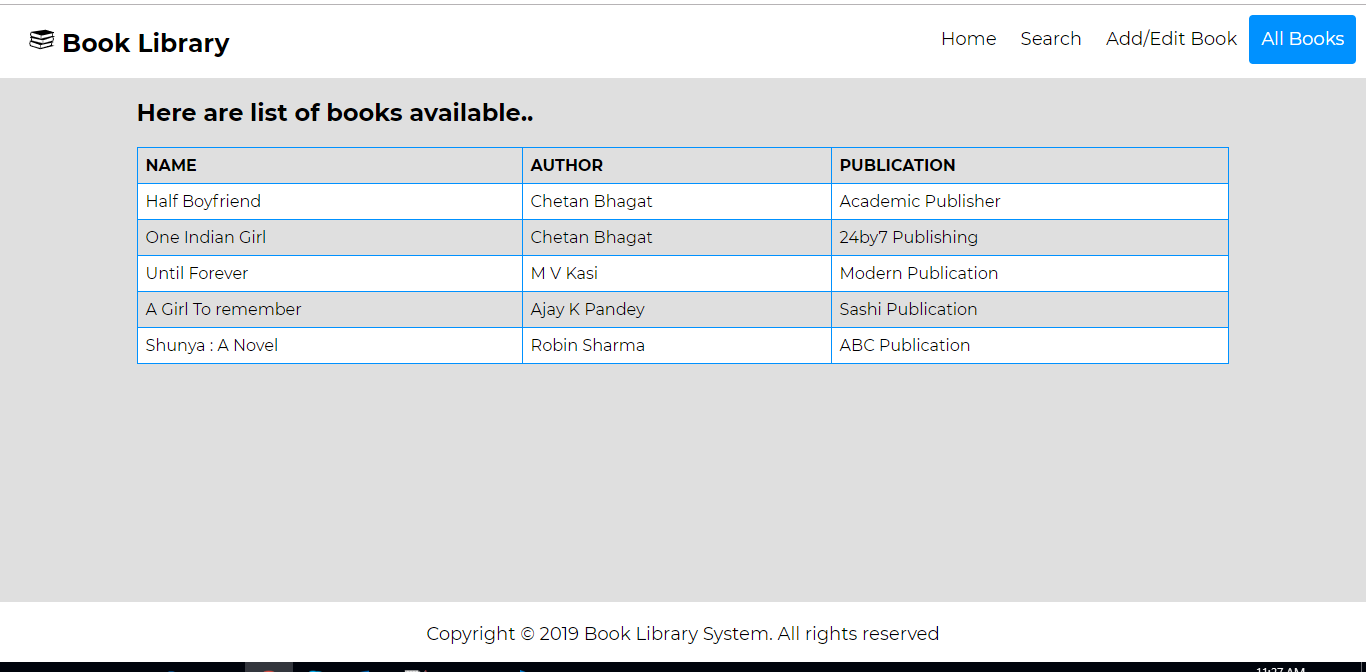 Book Library
Home Search Add/Edit Book All Books
Here are list of books available..
NAME AUTHOR PUBLICATION
Half Boyfriend Chetan Bhagat Academic Publisher
One Indian Girl Chetan Bhagat 24by7 Publishing
Until Forever M V Kasi Modern Publication
A Girl To remember Ajay K Pandey Sashi Publication
Shunya : A Novel Robin Sharma ABC Publication
Copyright © 2019 Book Library System. All rights reserved